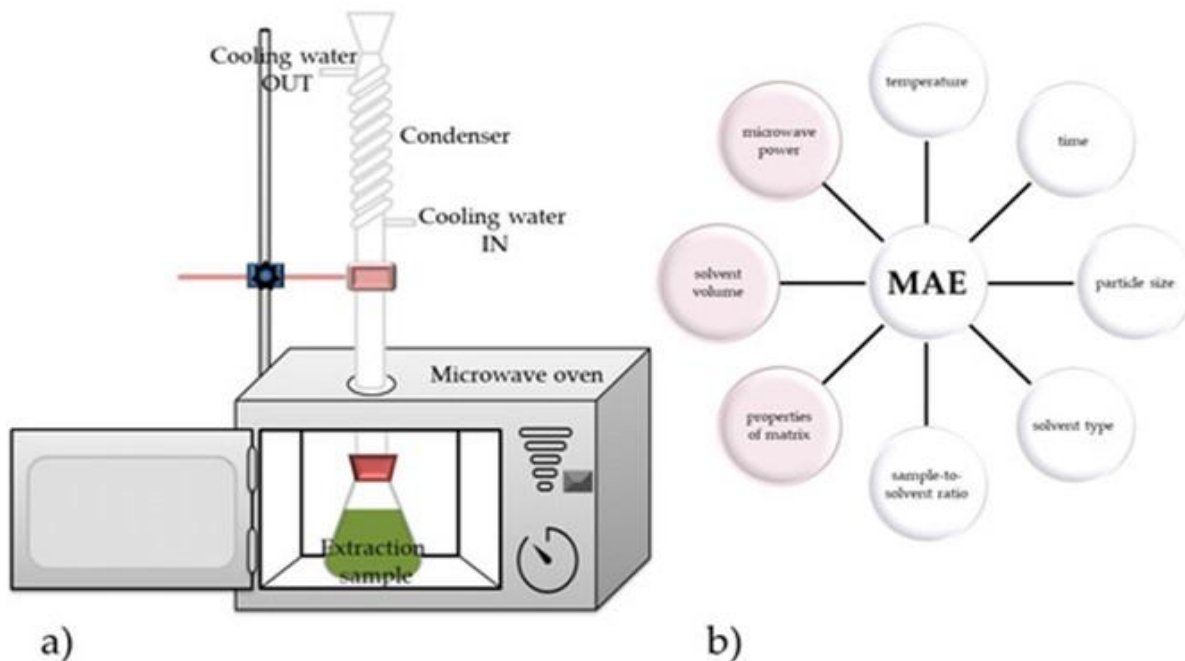 Cooling water
OUT
Condenser
Cooling water
IN
Microwave oven
Extraction
sample
a)
temperature
microwave
power
time
solvent
volume
MAE
particle size
properties
of matrix
solvent type
sample-to-
solvent ratio
b)